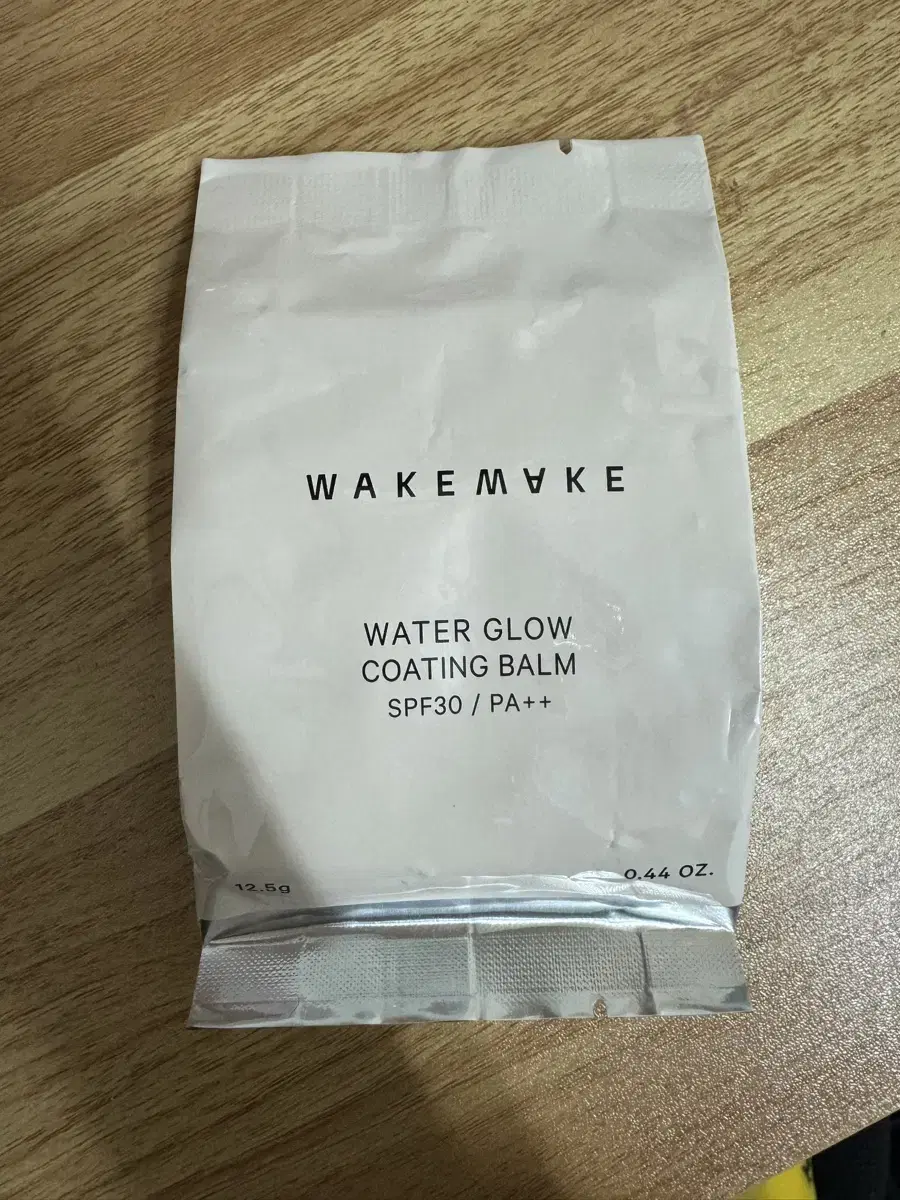 WAKEMAKE
WATER GLOW
COATING BALM
SPF30 / PA++
12.5g 0.44 OZ.